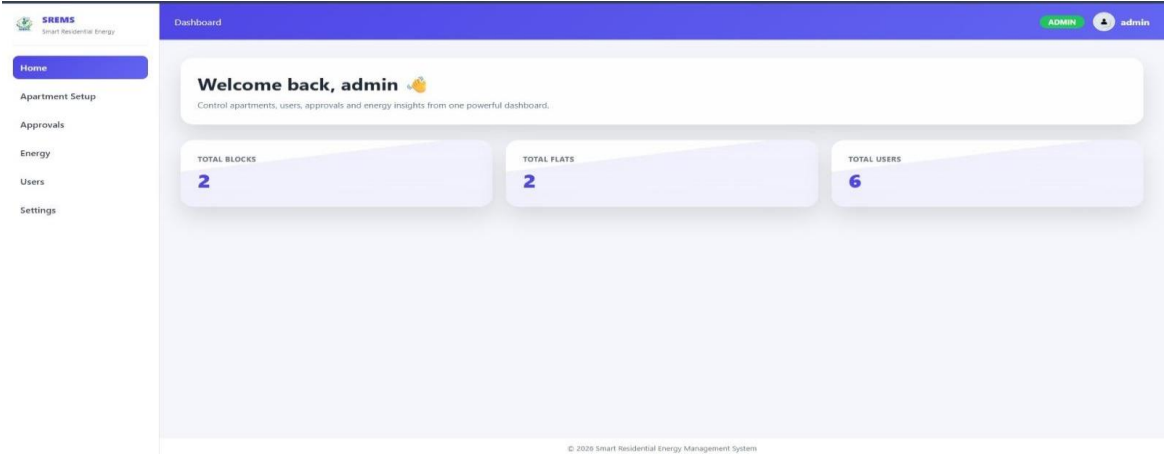 SREMS
Smart Residential Energy
Home
Apartment Setup
Approvals
Energy
Users
Settings
Dashboard
ADMIN admin
Welcome back, admin 👋
Control apartments, users, approvals and energy insights from one powerful dashboard.
TOTAL BLOCKS
2
TOTAL FLATS
2
TOTAL USERS
6
© 2026 Smart Residential Energy Management System